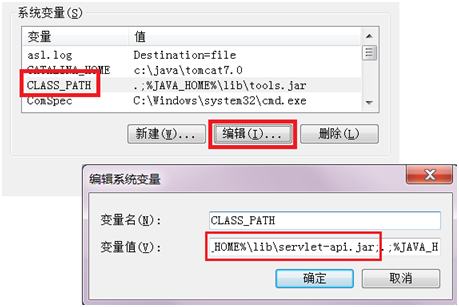 系统变量(S)
变量 值
asl.log Destination=file
CATALINA_HOME c:\java\tomcat7.0
CLASS_PATH .;%JAVA_HOME%\lib\tools.jar
ComSpec C:\Windows\system32\cmd.exe
新建(W)... 编辑(I)... 删除(L)
编辑系统变量
变量名(N): CLASS_PATH
变量值(V): _HOME%\lib\servlet-api.jar;.;%JAVA_H
确定 取消